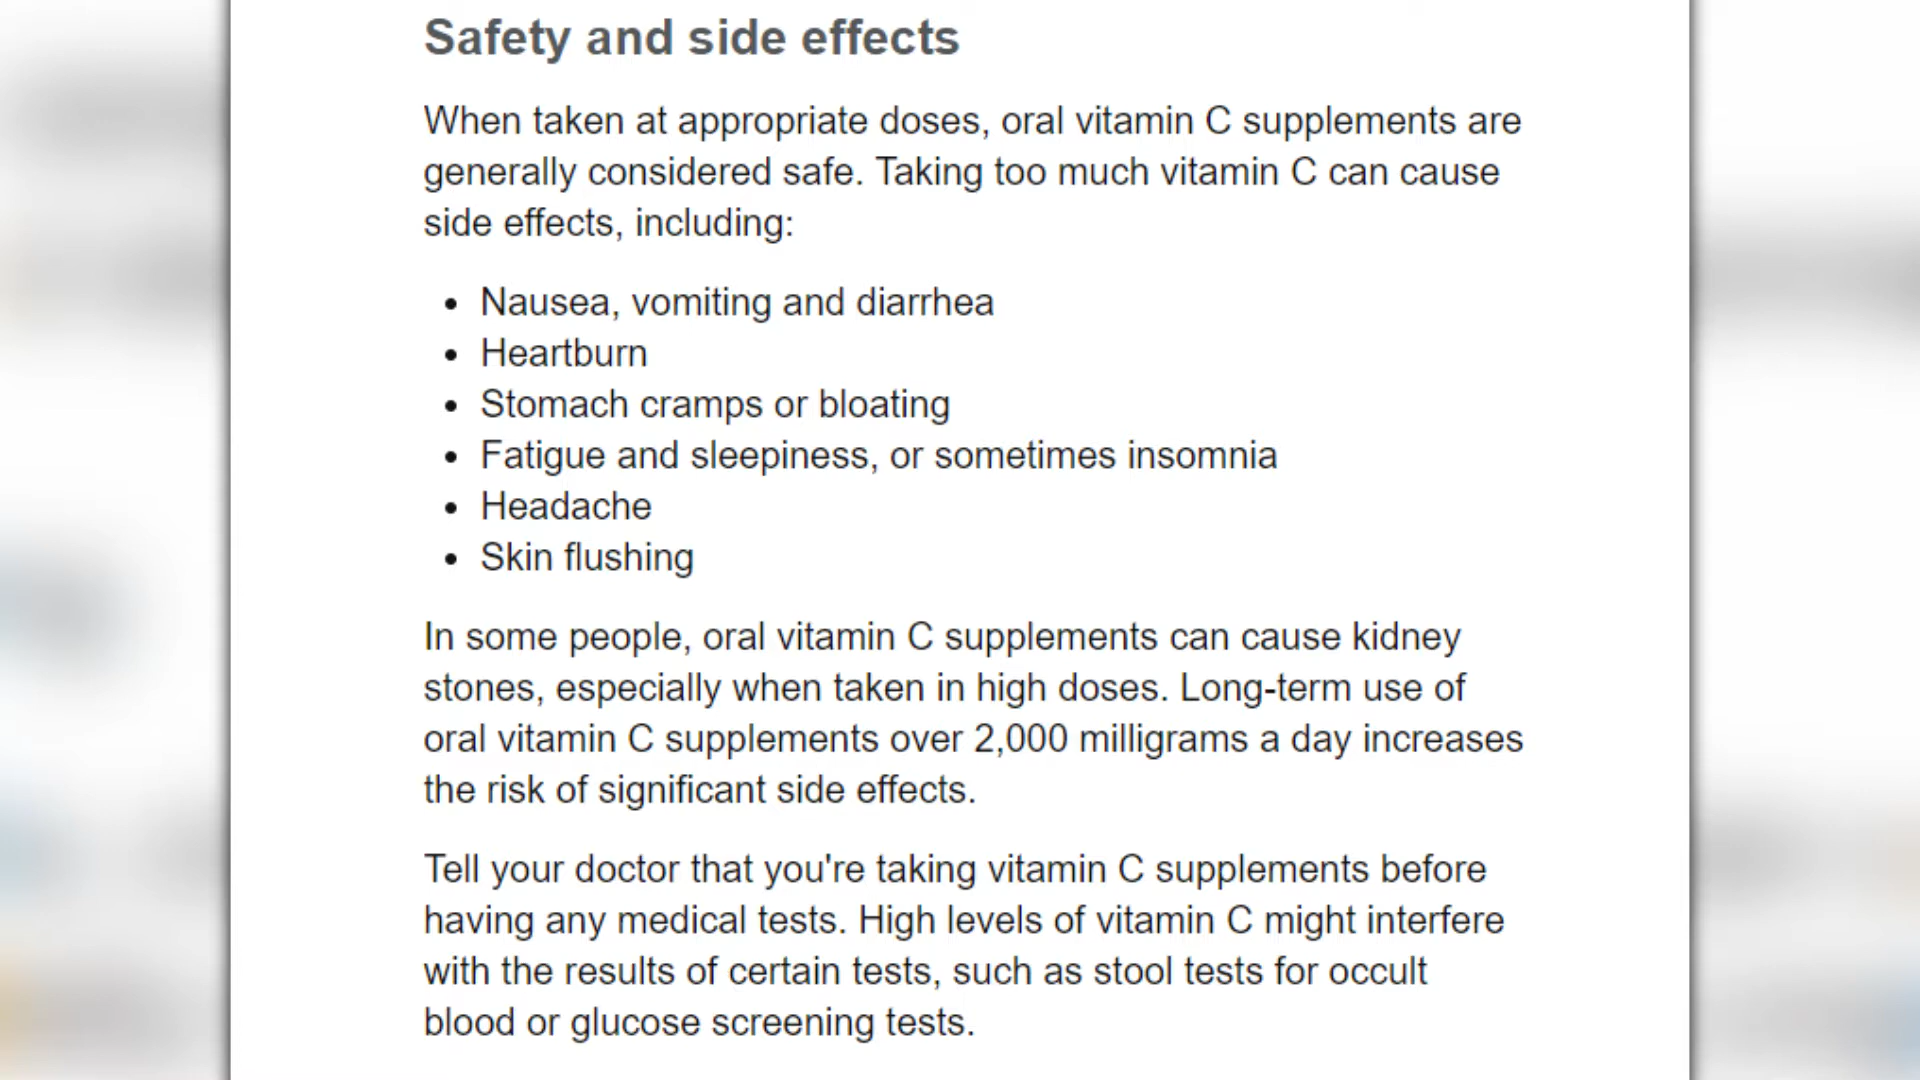 Safety and side effects
When taken at appropriate doses, oral vitamin C supplements are
generally considered safe. Taking too much vitamin C can cause
side effects, including:
• Nausea, vomiting and diarrhea
• Heartburn
• Stomach cramps or bloating
• Fatigue and sleepiness, or sometimes insomnia
• Headache
• Skin flushing
In some people, oral vitamin C supplements can cause kidney
stones, especially when taken in high doses. Long-term use of
oral vitamin C supplements over 2,000 milligrams a day increases
the risk of significant side effects.
Tell your doctor that you're taking vitamin C supplements before
having any medical tests. High levels of vitamin C might interfere
with the results of certain tests, such as stool tests for occult
blood or glucose screening tests.